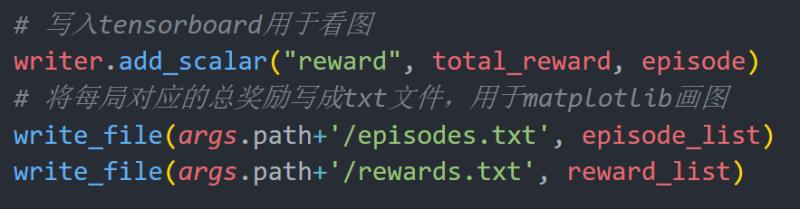 # 写入tensorboard用于看图
writer.add_scalar("reward", total_reward, episode)
# 将每局对应的总奖励写成txt文件，用于matplotlib画图
write_file(args.path+'/episodes.txt', episode_list)
write_file(args.path+'/rewards.txt', reward_list)